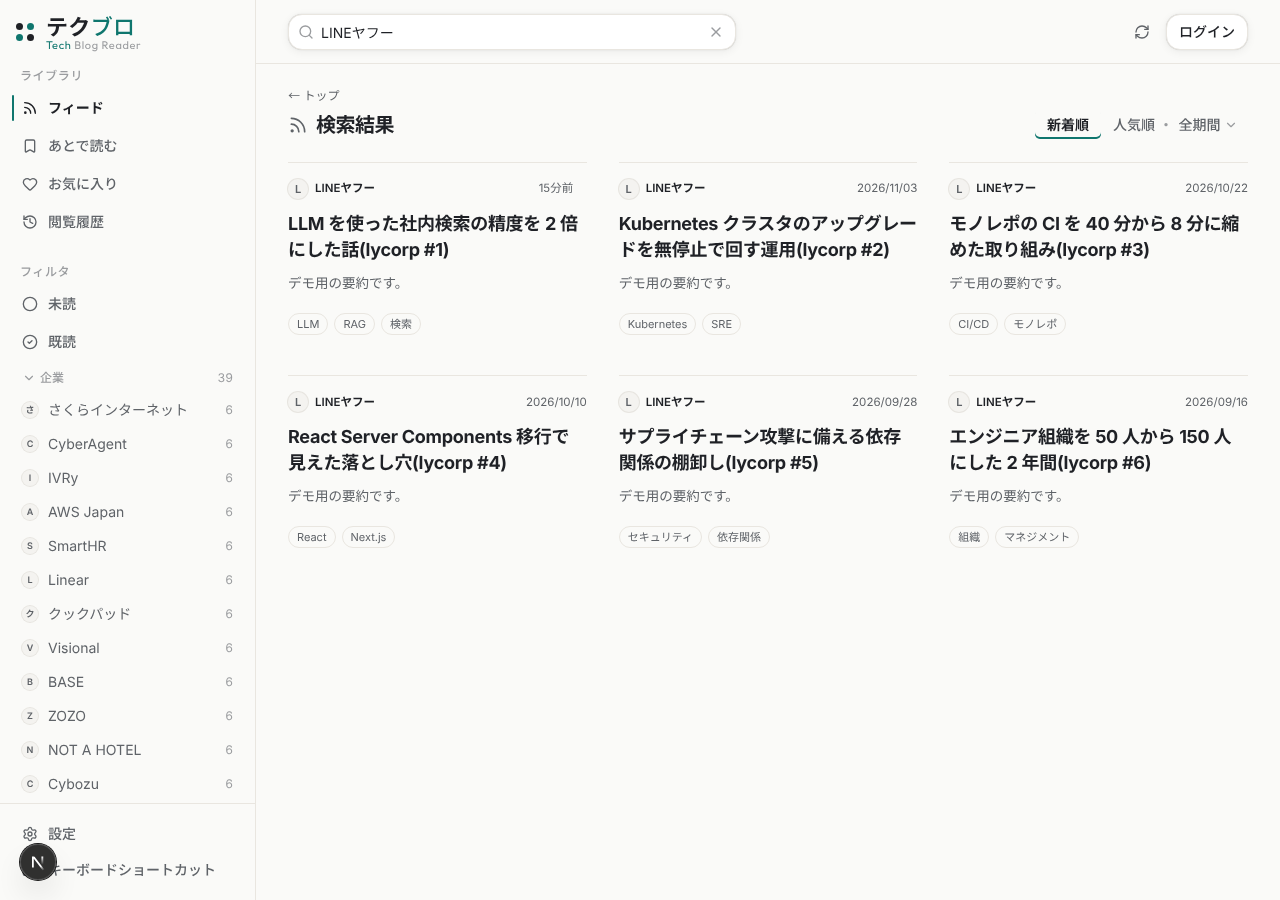 テクブロ
Tech Blog Reader
ライブラリ
フィード
あとで読む
お気に入り
閲覧履歴
フィルタ
未読
既読
企業 39
さ さくらインターネット 6
C CyberAgent 6
I IVRy 6
A AWS Japan 6
S SmartHR 6
L Linear 6
ク クックパッド 6
V Visional 6
B BASE 6
Z ZOZO 6
N NOT A HOTEL 6
C Cybozu 6
設定
N キーボードショートカット
LINEヤフー
ログイン
← トップ
検索結果
新着順 人気順 • 全期間
L LINEヤフー 15分前
LLM を使った社内検索の精度を 2 倍
にした話(lycorp #1)
デモ用の要約です。
LLM RAG 検索
L LINEヤフー 2026/11/03
Kubernetes クラスタのアップグレー
ドを無停止で回す運用(lycorp #2)
デモ用の要約です。
Kubernetes SRE
L LINEヤフー 2026/10/22
モノレポの CI を 40 分から 8 分に縮
めた取り組み(lycorp #3)
デモ用の要約です。
CI/CD モノレポ
L LINEヤフー 2026/10/10
React Server Components 移行で
見えた落とし穴(lycorp #4)
デモ用の要約です。
React Next.js
L LINEヤフー 2026/09/28
サプライチェーン攻撃に備える依存
関係の棚卸し(lycorp #5)
デモ用の要約です。
セキュリティ 依存関係
L LINEヤフー 2026/09/16
エンジニア組織を 50 人から 150 人
にした 2 年間(lycorp #6)
デモ用の要約です。
組織 マネジメント